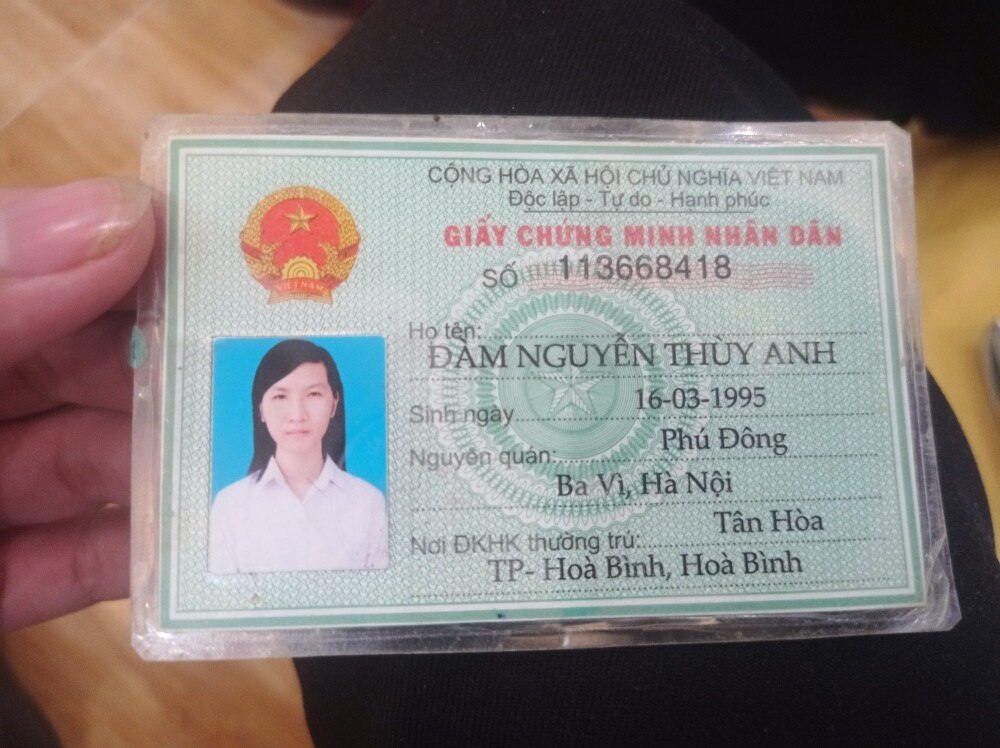 CỘNG HÒA XÃ HỘI CHỦ NGHĨA VIỆT NAM
Độc lập - Tự do - Hạnh phúc
GIẤY CHỨNG MINH NHÂN DÂN
SỐ 113668418
VIỆT NAM
Họ tên:
ĐÀM NGUYỄN THÙY ANH
Sinh ngày 16-03-1995
Nguyên quán: Phú Đông
Ba Vì, Hà Nội
Nơi ĐKHK thường trú: Tân Hòa
TP- Hoà Bình, Hoà Bình